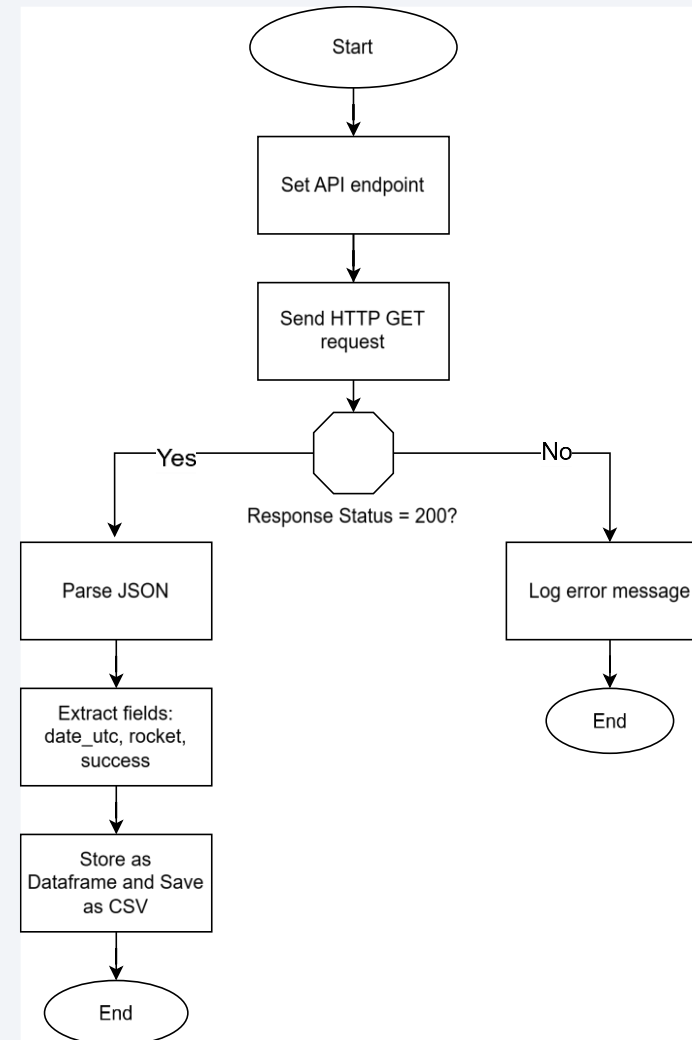 Start
Set API endpoint
Send HTTP GET
request
Yes
No
Response Status = 200?
Parse JSON
Log error message
Extract fields:
date_utc, rocket,
success
End
Store as
Dataframe and Save
as CSV
End